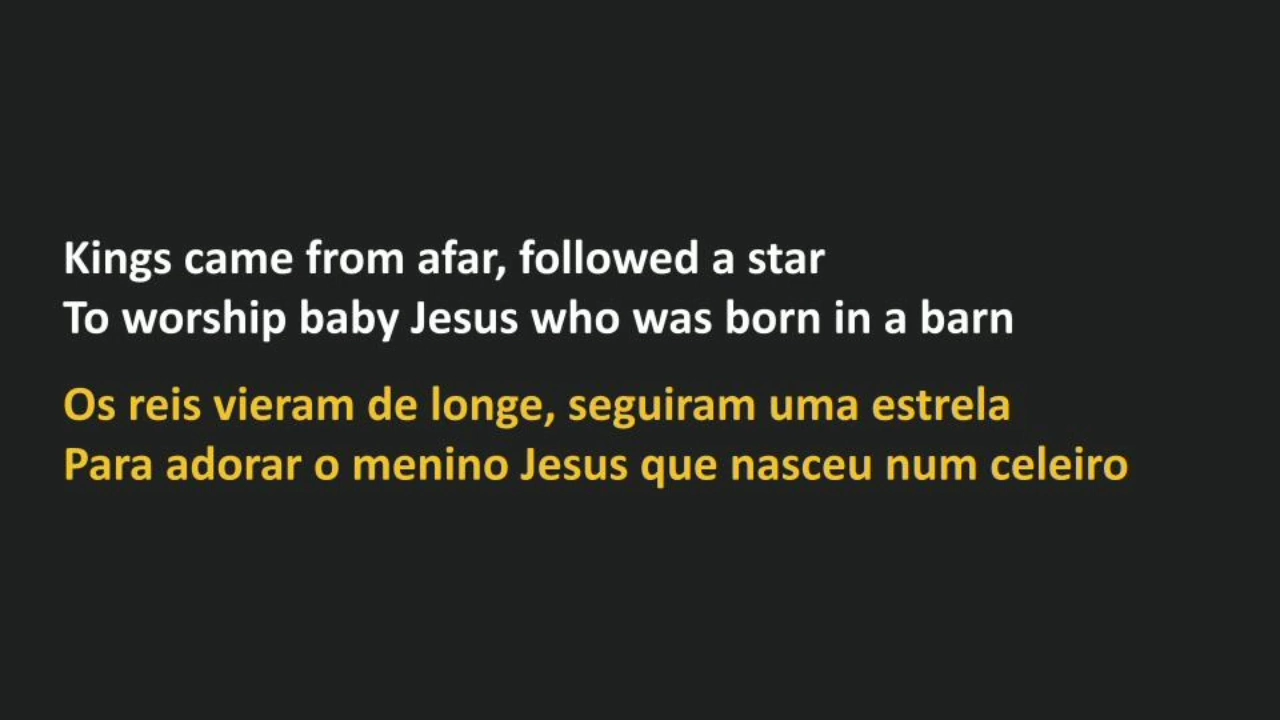 Kings came from afar, followed a star
To worship baby Jesus who was born in a barn
Os reis vieram de longe, seguiram uma estrela
Para adorar o menino Jesus que nasceu num celeiro